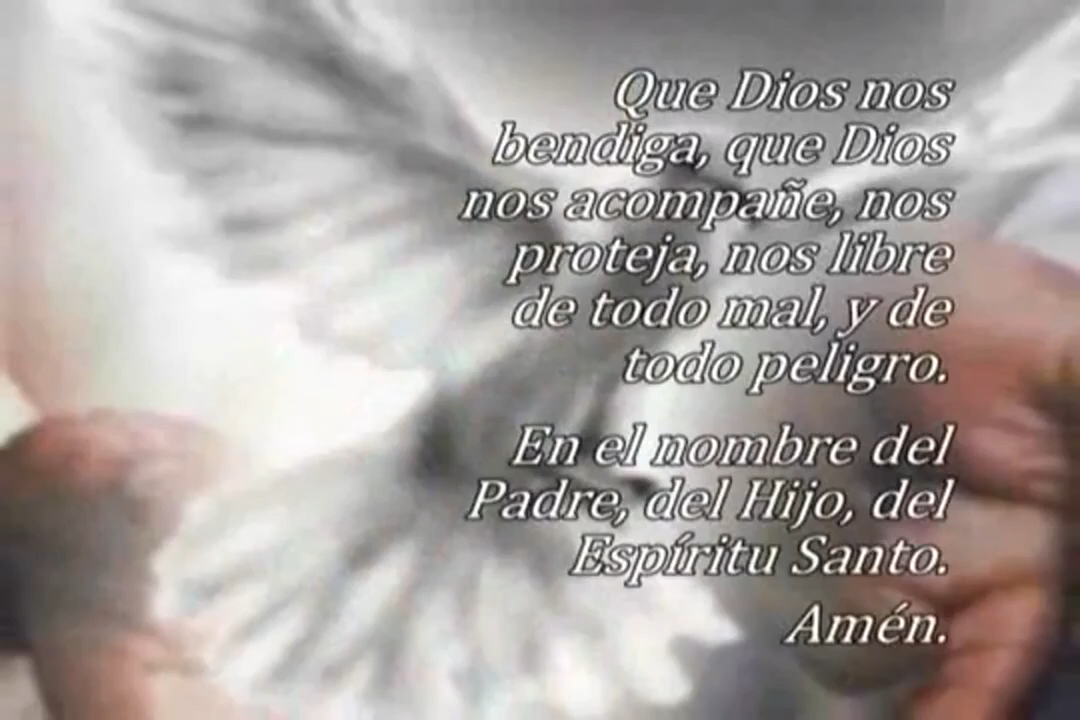 Que Dios nos
bendiga, que Dios
nos acompañe, nos
proteja, nos libre
de todo mal, y de
todo peligro.
En el nombre del
Padre, del Hijo, del
Espíritu Santo.
Amén.